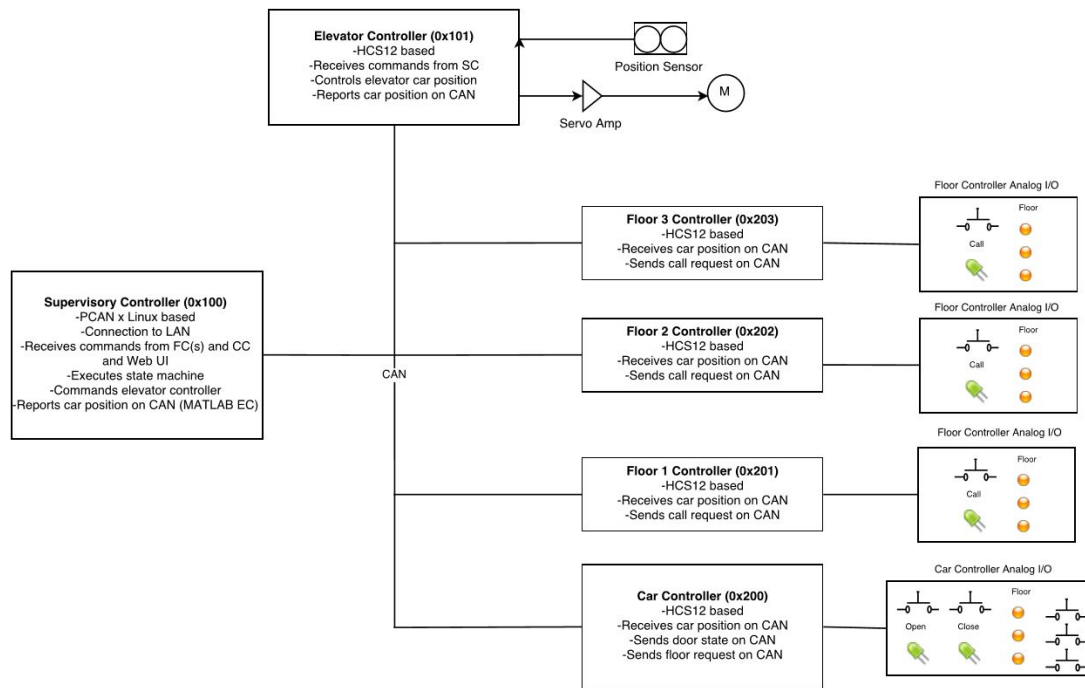 Elevator Controller (0x101)
-HCS12 based
-Receives commands from SC
-Controls elevator car position
-Reports car position on CAN
Position Sensor
M
Servo Amp
Floor Controller Analog I/O
Floor 3 Controller (0x203)
-HCS12 based
-Receives car position on CAN
-Sends call request on CAN
Floor
Call
Supervisory Controller (0x100)
-PCAN x Linux based
-Connection to LAN
-Receives commands from FC(s) and CC
and Web UI
-Executes state machine
-Commands elevator controller
-Reports car position on CAN (MATLAB EC)
CAN
Floor Controller Analog I/O
Floor 2 Controller (0x202)
-HCS12 based
-Receives car position on CAN
-Sends call request on CAN
Floor
Call
Floor Controller Analog I/O
Floor 1 Controller (0x201)
-HCS12 based
-Receives car position on CAN
-Sends call request on CAN
Floor
Call
Car Controller Analog I/O
Car Controller (0x200)
-HCS12 based
-Receives car position on CAN
-Sends door state on CAN
-Sends floor request on CAN
Floor
Open
Close